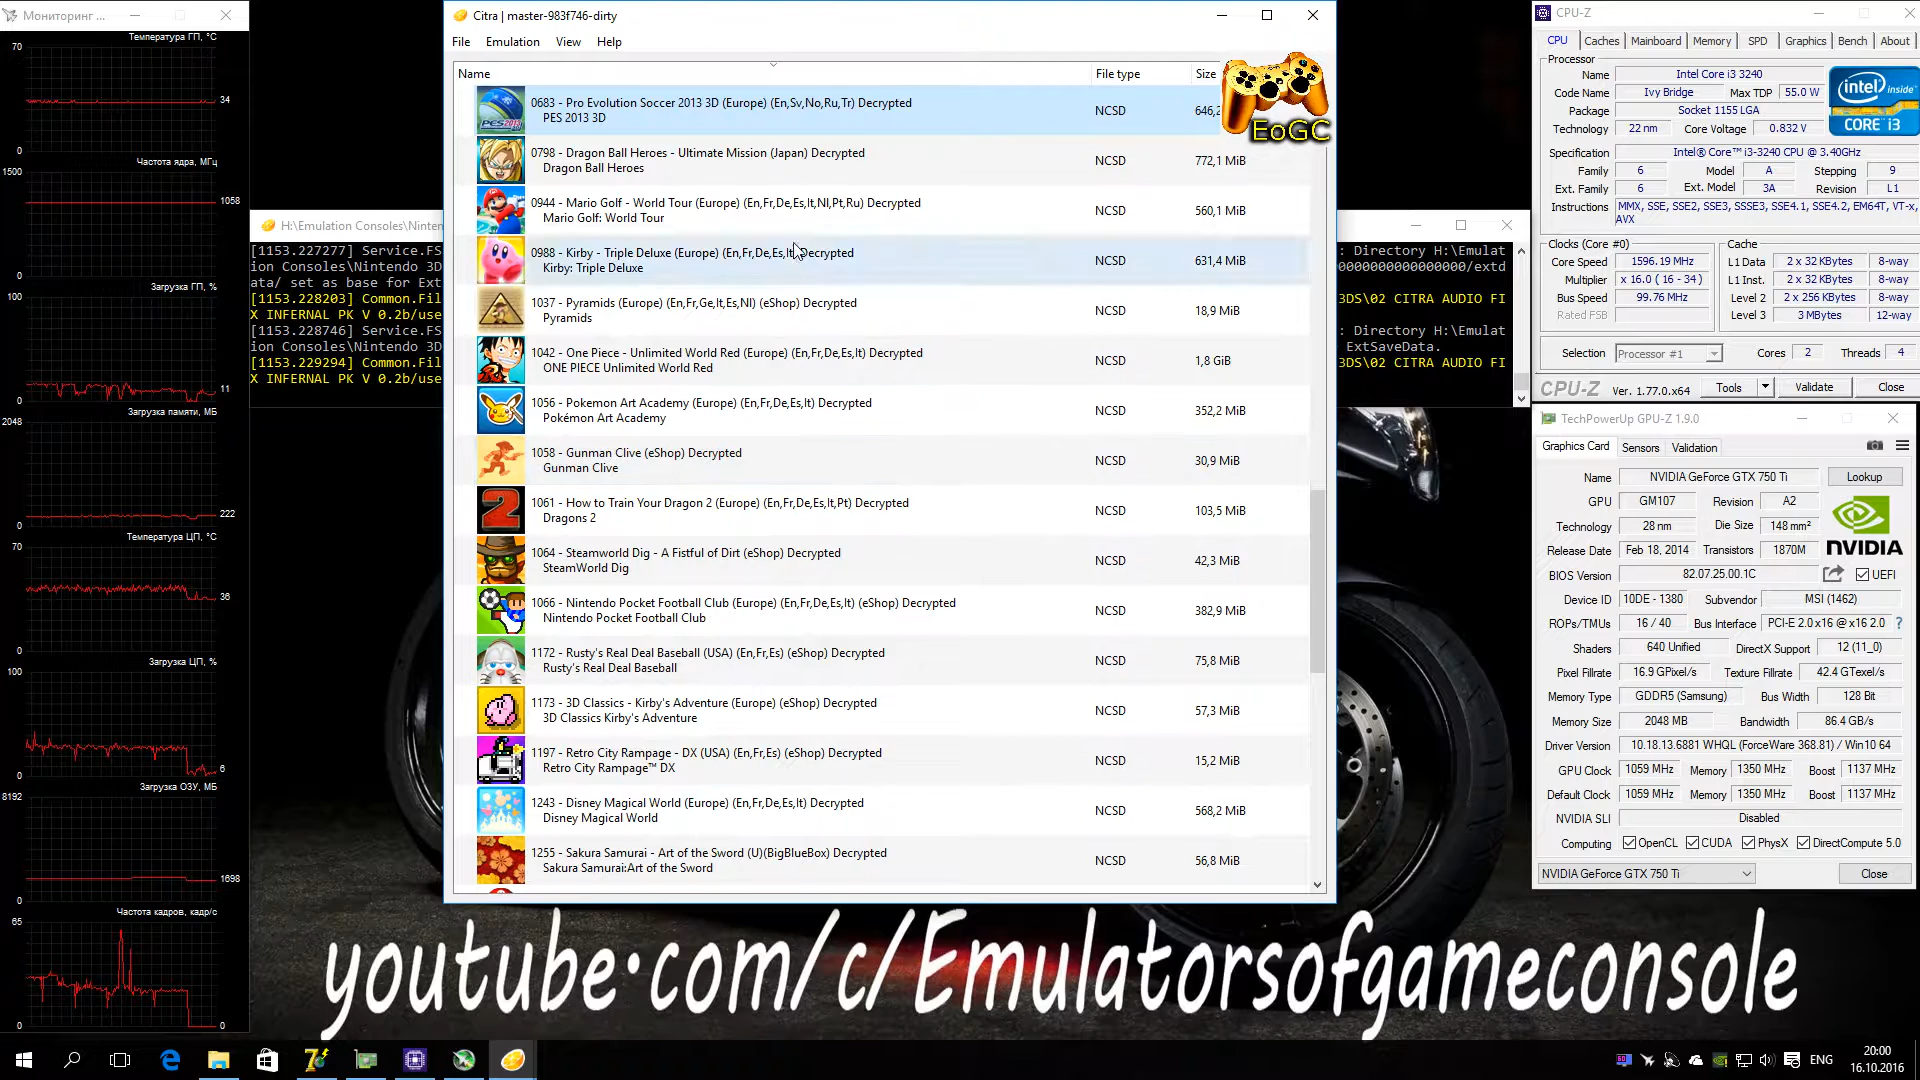 Мониторинг ...
Температура ГП, °C
70
34
0
Частота ядра, МГц
1500
1058
0
Загрузка ГП, %
100
11
0
Загрузка памяти, МБ
2048
222
0
Температура ЦП, °C
70
36
0
Загрузка ЦП, %
100
6
0
Загрузка ОЗУ, МБ
8192
1698
0
Частота кадров, кадр/с
65
0
0
H:\Emulation Consoles\Ninten
[1153.227277] Service.FS
ion Consoles\Nintendo 3D
ata/ set as base for Ext
[1153.228203] Common.Fil
X INFERNAL PK V 0.2b/use
[1153.228746] Service.FS
ion Consoles\Nintendo 3D
[1153.229294] Common.Fil
X INFERNAL PK V 0.2b/use
Citra | master-983f746-dirty
File Emulation View Help
Name File type Size
0683 - Pro Evolution Soccer 2013 3D (Europe) (En,Sv,No,Ru,Tr) Decrypted
PES 2013 3D
NCSD 646,2
0798 - Dragon Ball Heroes - Ultimate Mission (Japan) Decrypted
Dragon Ball Heroes
NCSD 772,1 MiB
0944 - Mario Golf - World Tour (Europe) (En,Fr,De,Es,It,Nl,Pt,Ru) Decrypted
Mario Golf: World Tour
NCSD 560,1 MiB
0988 - Kirby - Triple Deluxe (Europe) (En,Fr,De,Es,It) Decrypted
Kirby: Triple Deluxe
NCSD 631,4 MiB
1037 - Pyramids (Europe) (En,Fr,Ge,It,Es,Nl) (eShop) Decrypted
Pyramids
NCSD 18,9 MiB
1042 - One Piece - Unlimited World Red (Europe) (En,Fr,De,Es,It) Decrypted
ONE PIECE Unlimited World Red
NCSD 1,8 GiB
1056 - Pokemon Art Academy (Europe) (En,Fr,De,Es,It) Decrypted
Pokémon Art Academy
NCSD 352,2 MiB
1058 - Gunman Clive (eShop) Decrypted
Gunman Clive
NCSD 30,9 MiB
1061 - How to Train Your Dragon 2 (Europe) (En,Fr,De,Es,It,Pt) Decrypted
Dragons 2
NCSD 103,5 MiB
1064 - Steamworld Dig - A Fistful of Dirt (eShop) Decrypted
SteamWorld Dig
NCSD 42,3 MiB
1066 - Nintendo Pocket Football Club (Europe) (En,Fr,De,Es,It) (eShop) Decrypted
Nintendo Pocket Football Club
NCSD 382,9 MiB
1172 - Rusty's Real Deal Baseball (USA) (En,Fr,Es) (eShop) Decrypted
Rusty's Real Deal Baseball
NCSD 75,8 MiB
1173 - 3D Classics - Kirby's Adventure (Europe) (eShop) Decrypted
3D Classics Kirby's Adventure
NCSD 57,3 MiB
1197 - Retro City Rampage - DX (USA) (En,Fr,Es) (eShop) Decrypted
Retro City Rampage™ DX
NCSD 15,2 MiB
1243 - Disney Magical World (Europe) (En,Fr,De,Es,It) Decrypted
Disney Magical World
NCSD 568,2 MiB
1255 - Sakura Samurai - Art of the Sword (U)(BigBlueBox) Decrypted
Sakura Samurai:Art of the Sword
NCSD 56,8 MiB
PES2013
2
EoGC
: Directory H:\Emulat
0000000000000000/extd
3DS\02 CITRA AUDIO FI
: Directory H:\Emulat
ExtSaveData.
3DS\02 CITRA AUDIO FI
CPU-Z
CPU Caches Mainboard Memory SPD Graphics Bench About
Processor
Name Intel Core i3 3240
Code Name Ivy Bridge Max TDP 55.0 W
Package Socket 1155 LGA
Technology 22 nm Core Voltage 0.832 V
intel inside
CORE i3
Specification Intel® Core™ i3-3240 CPU @ 3.40GHz
Family 6 Model A Stepping 9
Ext. Family 6 Ext. Model 3A Revision L1
Instructions MMX, SSE, SSE2, SSE3, SSSE3, SSE4.1, SSE4.2, EM64T, VT-x,
AVX
Clocks (Core #0) Cache
Core Speed 1596.19 MHz L1 Data 2 x 32 KBytes 8-way
Multiplier x 16.0 ( 16 - 34 ) L1 Inst. 2 x 32 KBytes 8-way
Bus Speed 99.76 MHz Level 2 2 x 256 KBytes 8-way
Rated FSB Level 3 3 MBytes 12-way
Selection Processor #1 Cores 2 Threads 4
CPU-Z Ver. 1.77.0.x64 Tools Validate Close
TechPowerUp GPU-Z 1.9.0
Graphics Card Sensors Validation
Name NVIDIA GeForce GTX 750 Ti Lookup
GPU GM107 Revision A2
Technology 28 nm Die Size 148 mm²
Release Date Feb 18, 2014 Transistors 1870M
NVIDIA
BIOS Version 82.07.25.00.1C UEFI
Device ID 10DE - 1380 Subvendor MSI (1462)
ROPs/TMUs 16 / 40 Bus Interface PCI-E 2.0 x16 @ x16 2.0 ?
Shaders 640 Unified DirectX Support 12 (11_0)
Pixel Fillrate 16.9 GPixel/s Texture Fillrate 42.4 GTexel/s
Memory Type GDDR5 (Samsung) Bus Width 128 Bit
Memory Size 2048 MB Bandwidth 86.4 GB/s
Driver Version 10.18.13.6881 WHQL (ForceWare 368.81) / Win10 64
GPU Clock 1059 MHz Memory 1350 MHz Boost 1137 MHz
Default Clock 1059 MHz Memory 1350 MHz Boost 1137 MHz
NVIDIA SLI Disabled
Computing OpenCL CUDA PhysX DirectCompute 5.0
NVIDIA GeForce GTX 750 Ti Close
youtube.com/c/Emulatorsofgameconsole
ENG
20:00
16.10.2016